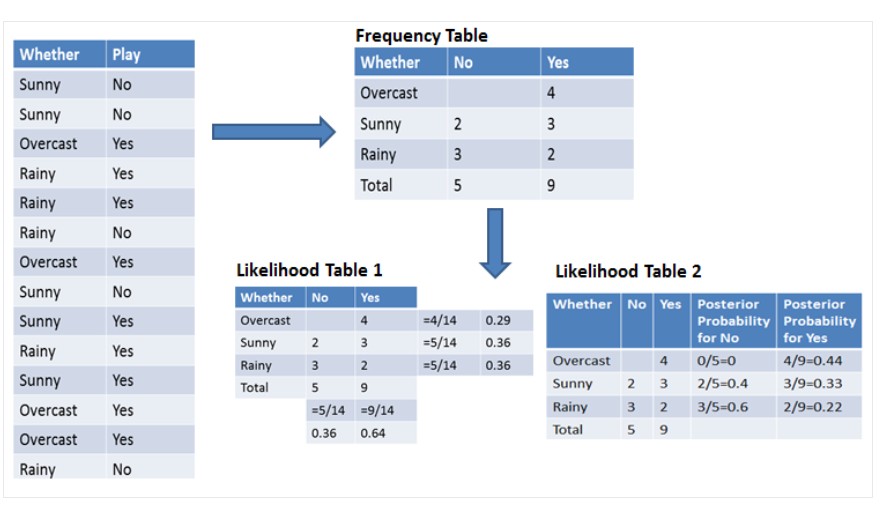 Whether Play
Sunny No
Sunny No
Overcast Yes
Rainy Yes
Rainy Yes
Rainy No
Overcast Yes
Sunny No
Sunny Yes
Rainy Yes
Sunny Yes
Overcast Yes
Overcast Yes
Rainy No
Frequency Table
Whether No Yes
Overcast 4
Sunny 2 3
Rainy 3 2
Total 5 9
Likelihood Table 1
Whether No Yes
Overcast 4 =4/14 0.29
Sunny 2 3 =5/14 0.36
Rainy 3 2 =5/14 0.36
Total 5 9
=5/14 =9/14
0.36 0.64
Likelihood Table 2
Whether No Yes Posterior Posterior
Probability Probability
for No for Yes
Overcast 4 0/5=0 4/9=0.44
Sunny 2 3 2/5=0.4 3/9=0.33
Rainy 3 2 3/5=0.6 2/9=0.22
Total 5 9